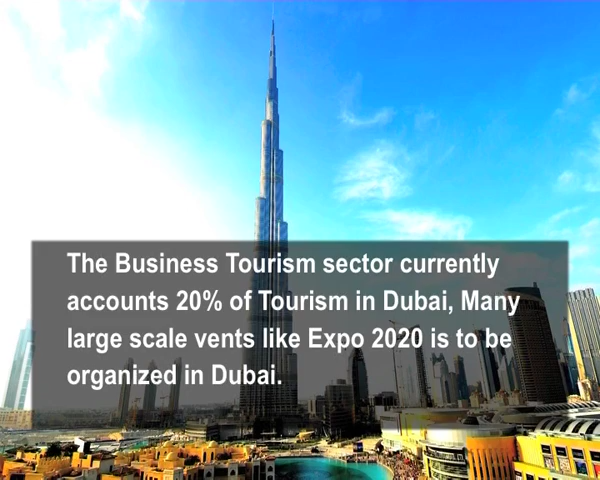 The Business Tourism sector currently
accounts 20% of Tourism in Dubai, Many
large scale vents like Expo 2020 is to be
organized in Dubai.